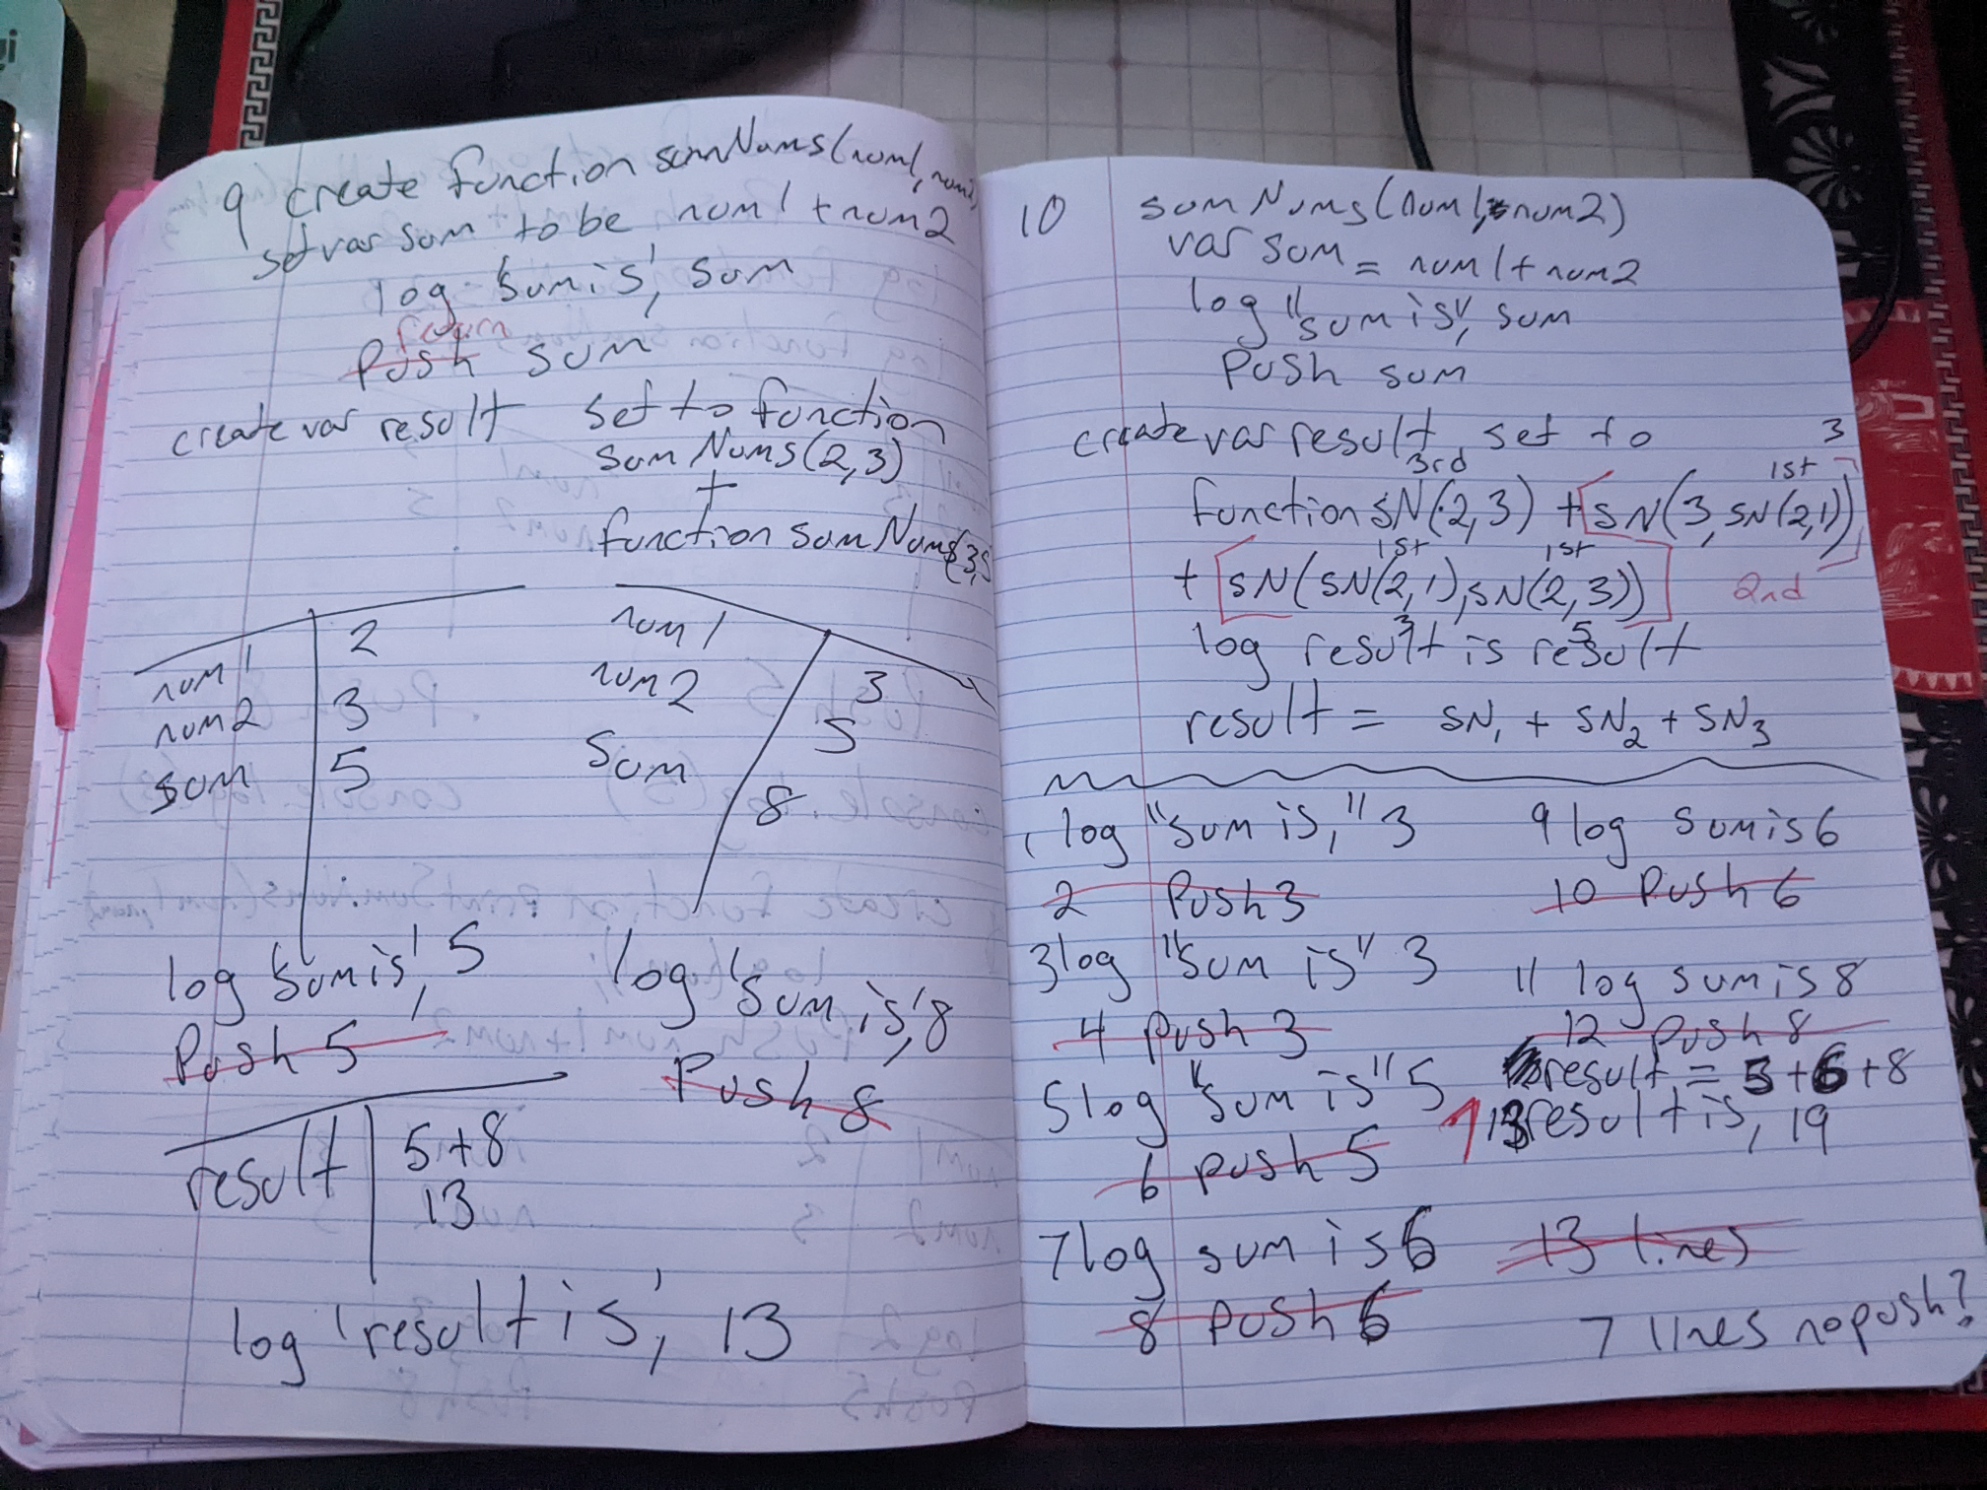 9 create function sumNums(num1, num2)
set var sum to be num1 + num2
log 'sum is', sum
return
Push sum
create var result set to function
sumNums(2,3)
+
function sumNums(3,5
num1 2
num2 3
sum 5
num1 3
num2 5
sum 8
log 'sum is', 5
Push 5
log 'sum is', 8
Push 8
result 5+8
13
log 'result is', 13
10 sumNums(num1, num2)
var sum = num1 + num2
log "sum is", sum
Push sum
create var result set to
3rd 1st 3
function sN(2,3) + sN(3, sN(2,1))
1st 1st
+ sN(sN(2,1), sN(2,3)) 2nd
3 5
log result is result
result = sN1 + sN2 + sN3
1 log "sum is," 3
2 Push 3
3 log "sum is" 3
4 push 3
5 log "sum is" 5
6 push 5
7 log sum is 6
8 push 6
9 log sum is 6
10 Push 6
11 log sum is 8
12 push 8
result = 5+6+8
13 result is, 19
13 lines
7 lines no push?